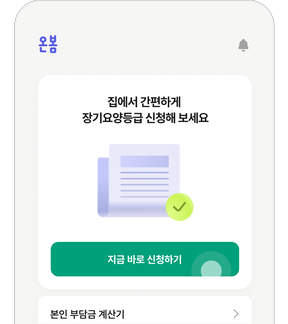 온봄
집에서 간편하게
장기요양등급 신청해 보세요
지금 바로 신청하기
본인 부담금 계산기